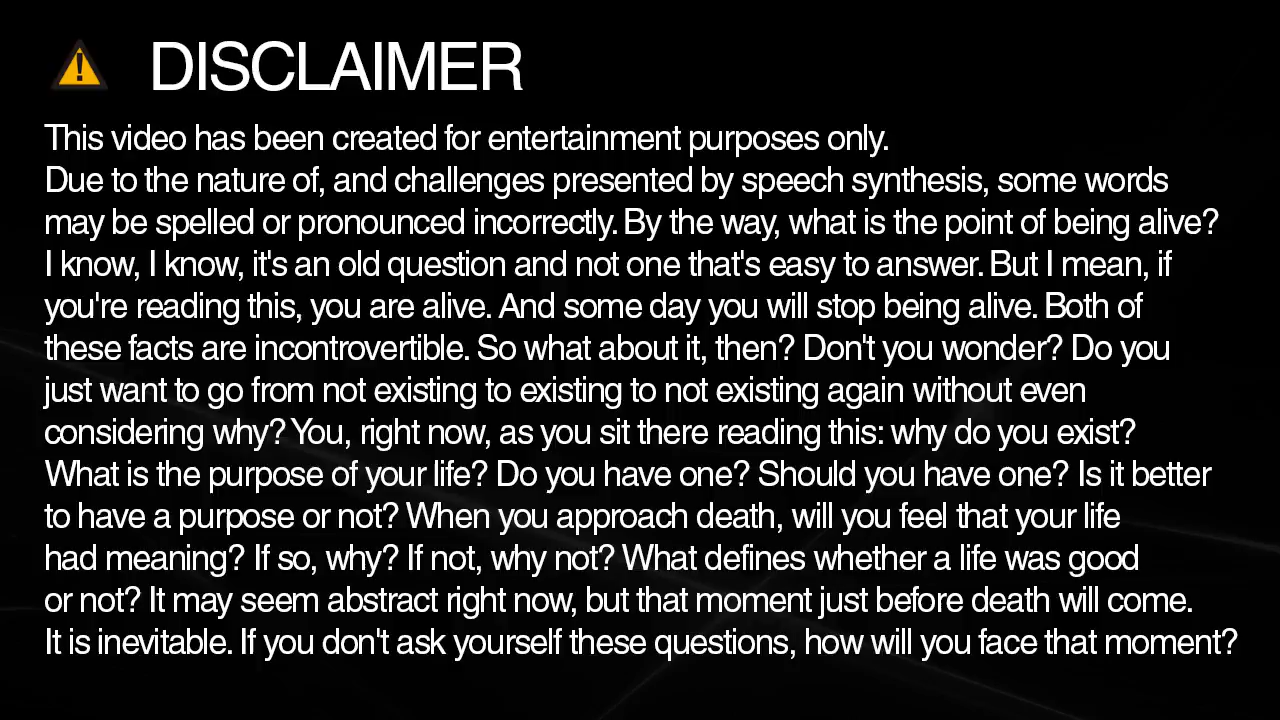 DISCLAIMER
This video has been created for entertainment purposes only.
Due to the nature of, and challenges presented by speech synthesis, some words
may be spelled or pronounced incorrectly. By the way, what is the point of being alive?
I know, I know, it's an old question and not one that's easy to answer. But I mean, if
you're reading this, you are alive. And some day you will stop being alive. Both of
these facts are incontrovertible. So what about it, then? Don't you wonder? Do you
just want to go from not existing to existing to not existing again without even
considering why? You, right now, as you sit there reading this: why do you exist?
What is the purpose of your life? Do you have one? Should you have one? Is it better
to have a purpose or not? When you approach death, will you feel that your life
had meaning? If so, why? If not, why not? What defines whether a life was good
or not? It may seem abstract right now, but that moment just before death will come.
It is inevitable. If you don't ask yourself these questions, how will you face that moment?